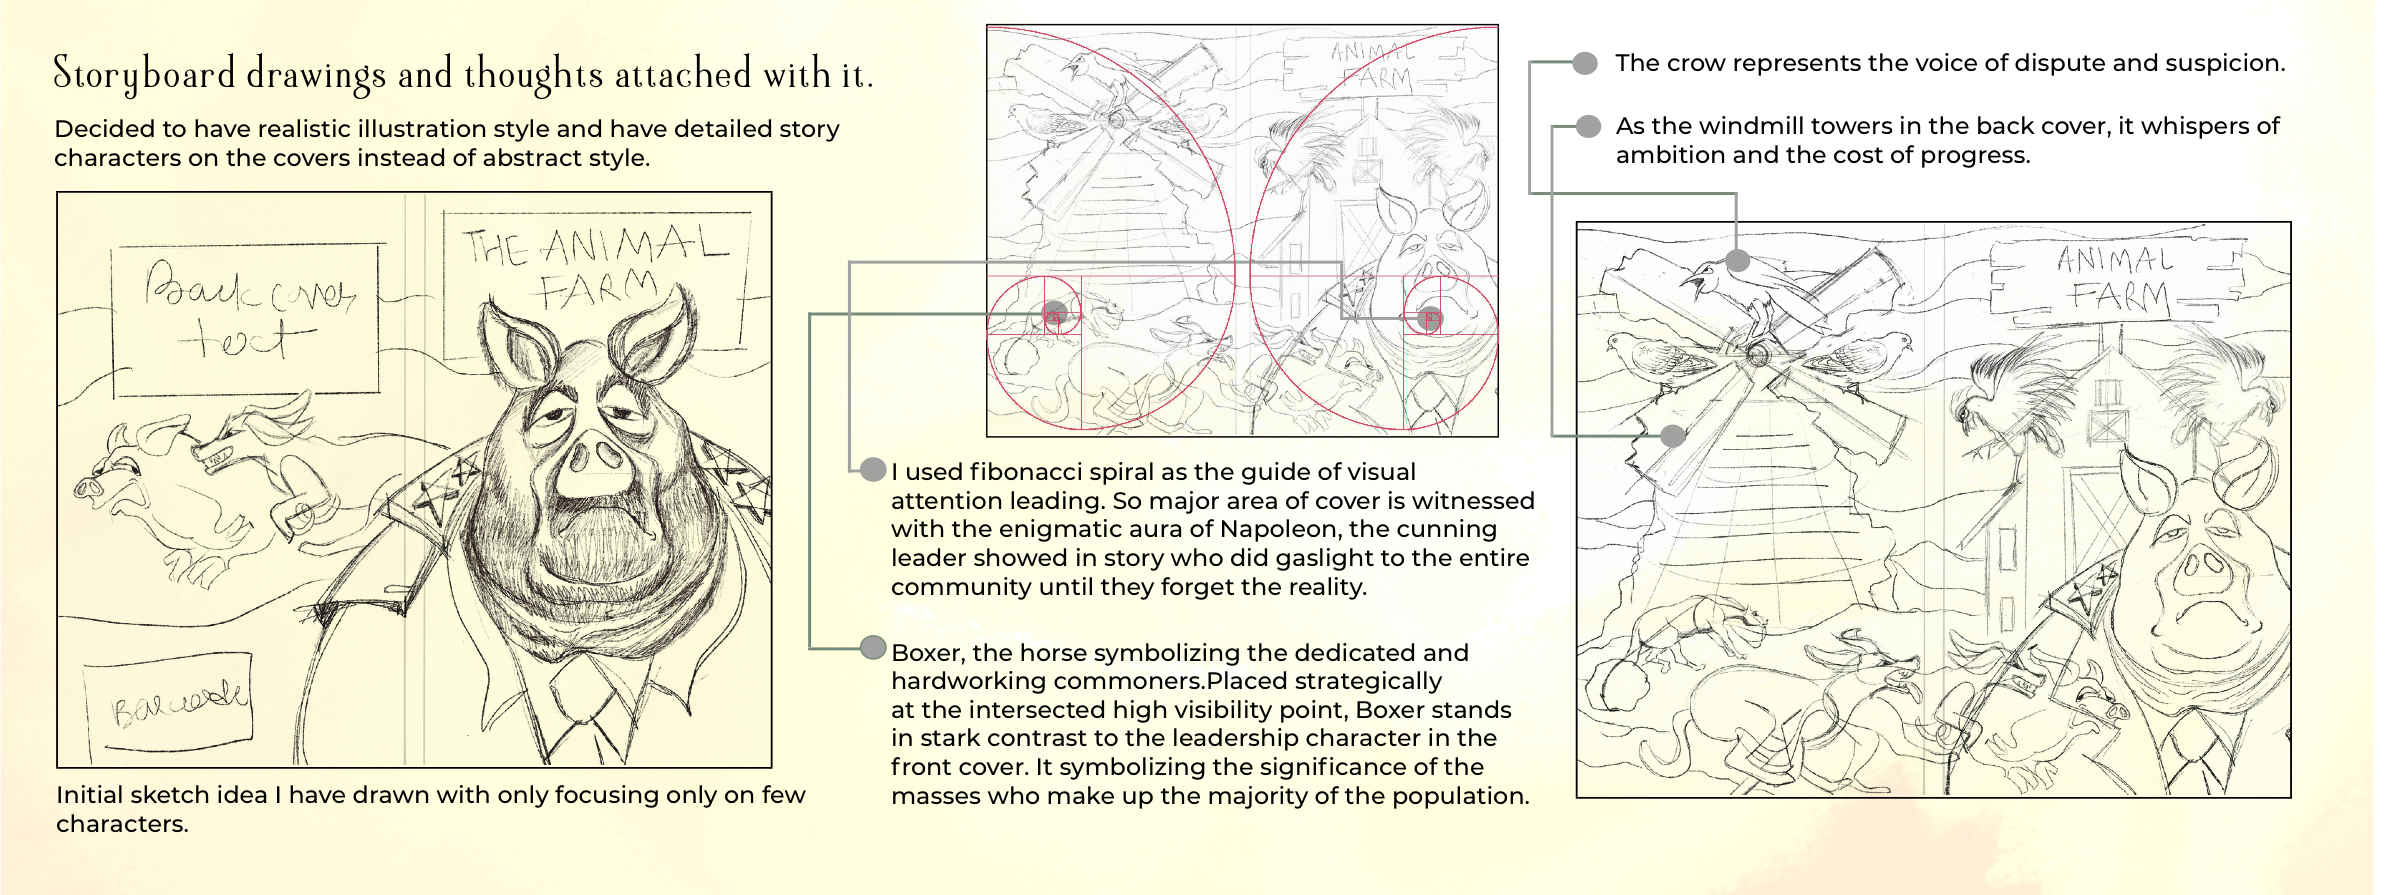 Storyboard drawings and thoughts attached with it.
Decided to have realistic illustration style and have detailed story
characters on the covers instead of abstract style.
Back cover
text
THE ANIMAL
FARM
Barcode
Initial sketch idea I have drawn with only focusing only on few
characters.
ANIMAL
FARM
I used fibonacci spiral as the guide of visual
attention leading. So major area of cover is witnessed
with the enigmatic aura of Napoleon, the cunning
leader showed in story who did gaslight to the entire
community until they forget the reality.
Boxer, the horse symbolizing the dedicated and
hardworking commoners.Placed strategically
at the intersected high visibility point, Boxer stands
in stark contrast to the leadership character in the
front cover. It symbolizing the significance of the
masses who make up the majority of the population.
The crow represents the voice of dispute and suspicion.
As the windmill towers in the back cover, it whispers of
ambition and the cost of progress.
ANIMAL
FARM